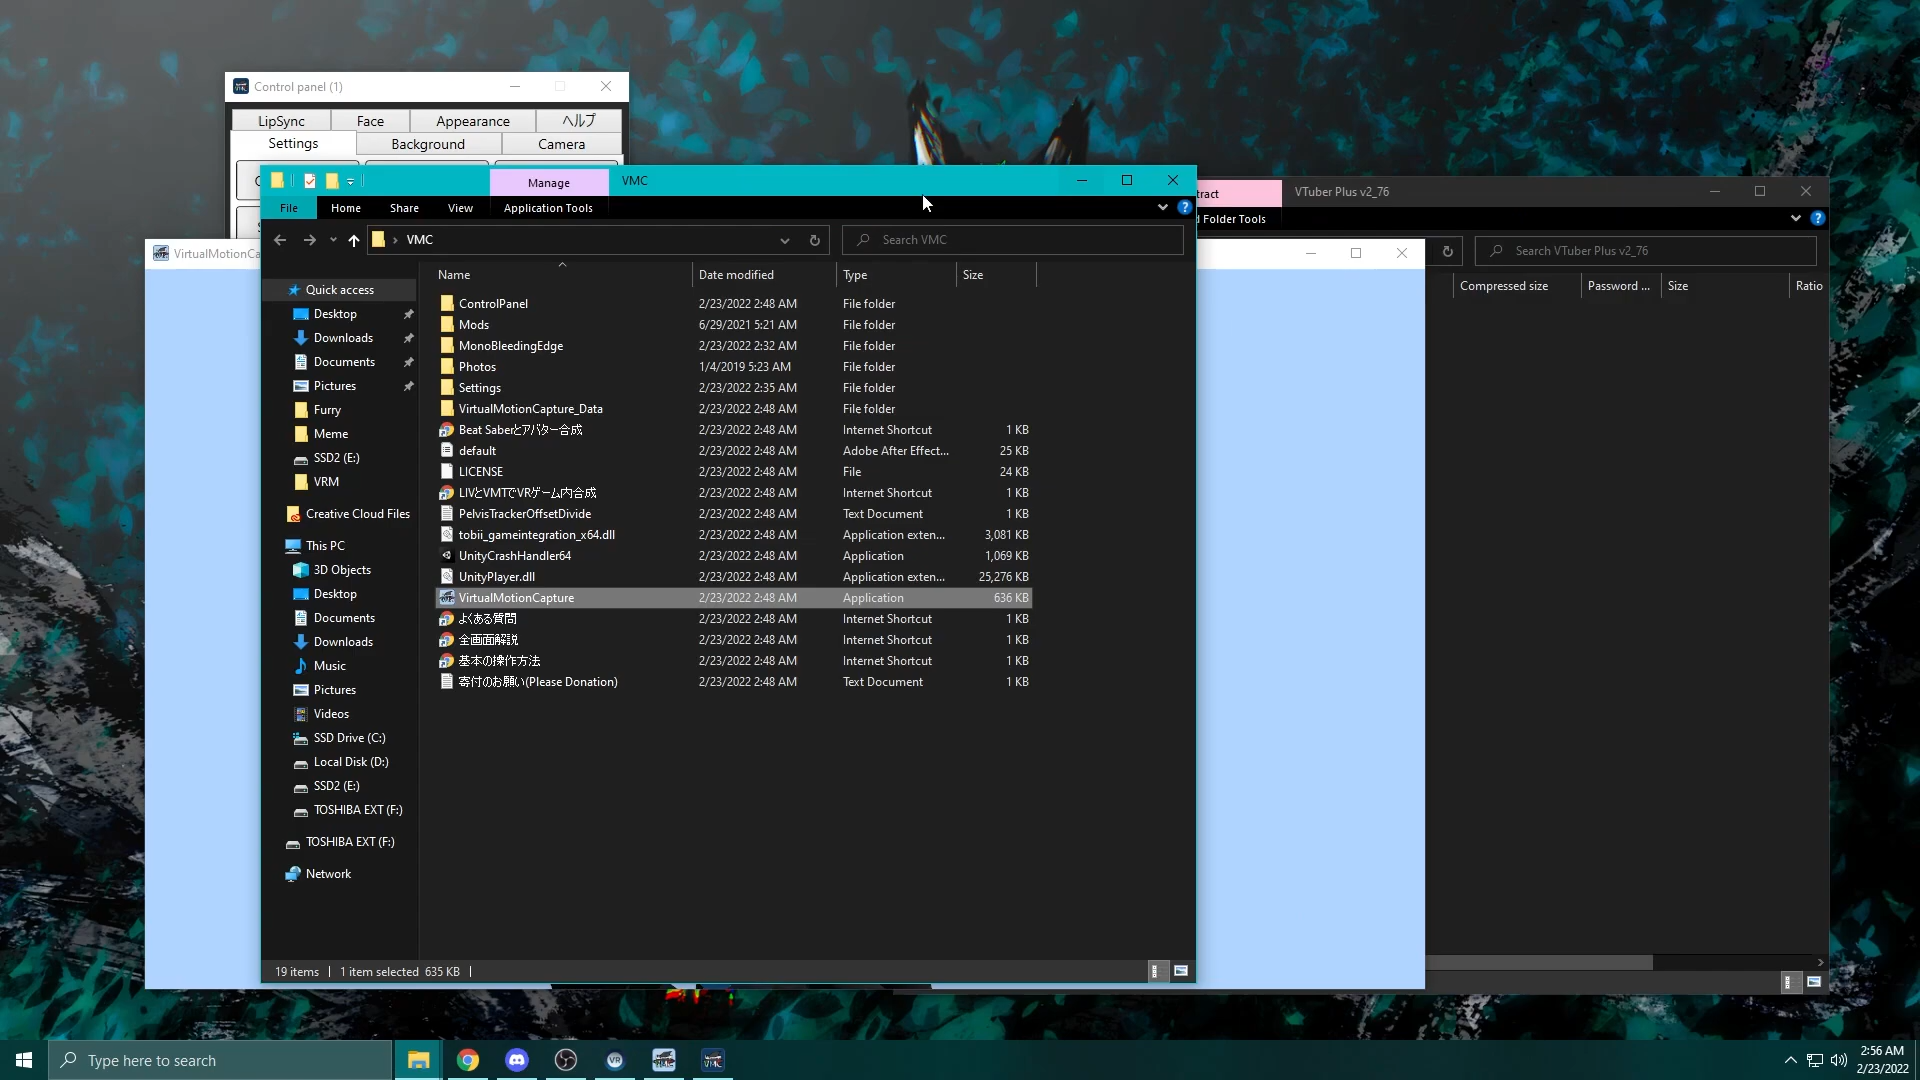 Control panel (1)
LipSync Face Appearance ヘルプ
Settings Background Camera
Manage VMC
File Home Share View Application Tools
VMC
Search VMC
tract VTuber Plus v2_76
d Folder Tools
Search VTuber Plus v2_76
Compressed size Password ... Size Ratio
VirtualMotionCa
Name Date modified Type Size
ControlPanel 2/23/2022 2:48 AM File folder
Mods 6/29/2021 5:21 AM File folder
MonoBleedingEdge 2/23/2022 2:32 AM File folder
Photos 1/4/2019 5:23 AM File folder
Settings 2/23/2022 2:35 AM File folder
VirtualMotionCapture_Data 2/23/2022 2:48 AM File folder
Beat Saberとアバター合成 2/23/2022 2:48 AM Internet Shortcut 1 KB
default 2/23/2022 2:48 AM Adobe After Effect... 25 KB
LICENSE 2/23/2022 2:48 AM File 24 KB
LIVとVMTでVRゲーム内合成 2/23/2022 2:48 AM Internet Shortcut 1 KB
PelvisTrackerOffsetDivide 2/23/2022 2:48 AM Text Document 1 KB
tobii_gameintegration_x64.dll 2/23/2022 2:48 AM Application exten... 3,081 KB
UnityCrashHandler64 2/23/2022 2:48 AM Application 1,069 KB
UnityPlayer.dll 2/23/2022 2:48 AM Application exten... 25,276 KB
VirtualMotionCapture 2/23/2022 2:48 AM Application 636 KB
よくある質問 2/23/2022 2:48 AM Internet Shortcut 1 KB
全画面解説 2/23/2022 2:48 AM Internet Shortcut 1 KB
基本の操作方法 2/23/2022 2:48 AM Internet Shortcut 1 KB
寄付のお願い(Please Donation) 2/23/2022 2:48 AM Text Document 1 KB
Quick access
Desktop
Downloads
Documents
Pictures
Furry
Meme
SSD2 (E:)
VRM
Creative Cloud Files
This PC
3D Objects
Desktop
Documents
Downloads
Music
Pictures
Videos
SSD Drive (C:)
Local Disk (D:)
SSD2 (E:)
TOSHIBA EXT (F:)
TOSHIBA EXT (F:)
Network
19 items 1 item selected 635 KB
Type here to search
VR
VMC
2:56 AM
2/23/2022